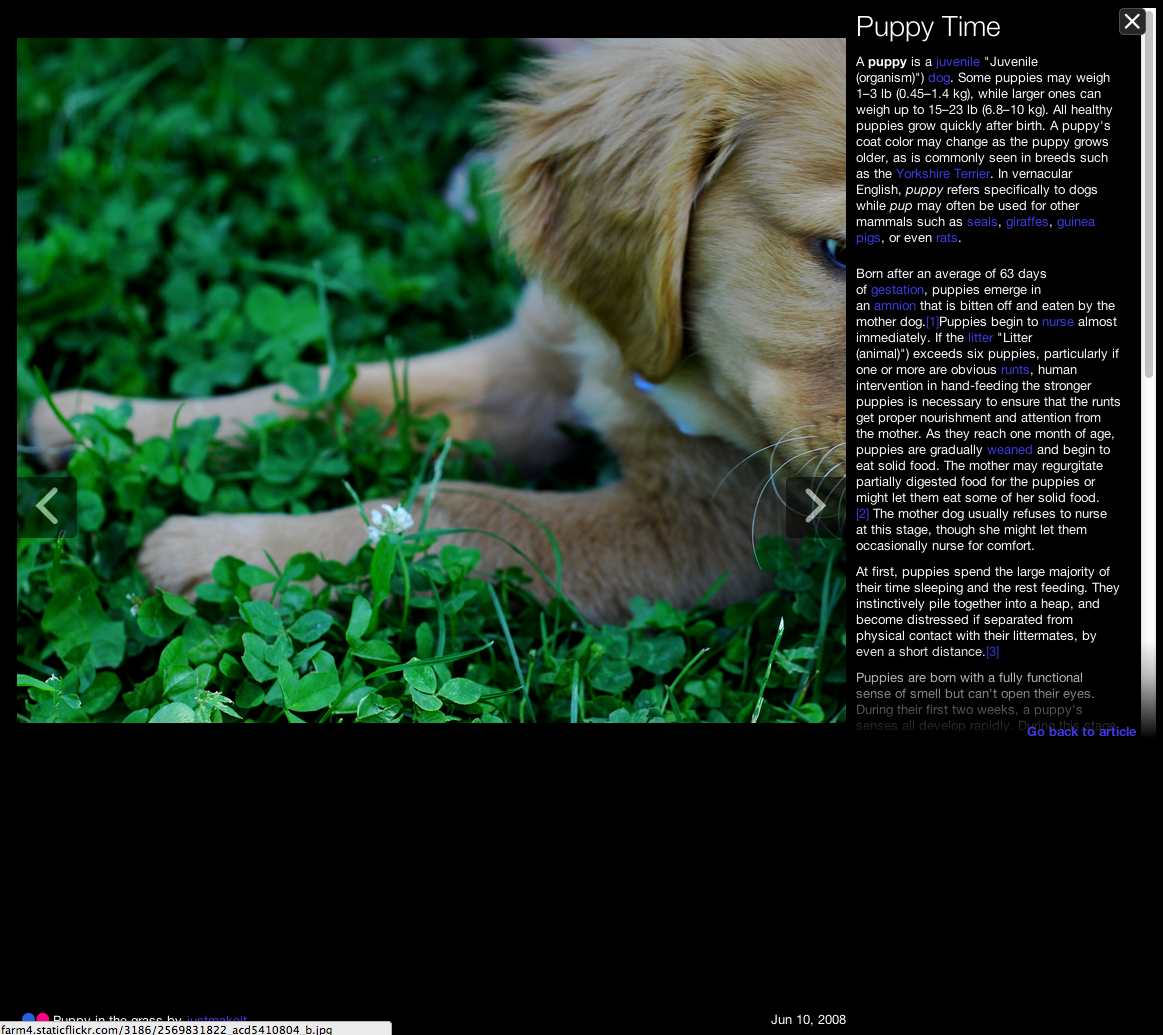 Puppy Time
A puppy is a juvenile "Juvenile
(organism)") dog. Some puppies may weigh
1–3 lb (0.45–1.4 kg), while larger ones can
weigh up to 15–23 lb (6.8–10 kg). All healthy
puppies grow quickly after birth. A puppy's
coat color may change as the puppy grows
older, as is commonly seen in breeds such
as the Yorkshire Terrier. In vernacular
English, puppy refers specifically to dogs
while pup may often be used for other
mammals such as seals, giraffes, guinea
pigs, or even rats.
Born after an average of 63 days
of gestation, puppies emerge in
an amnion that is bitten off and eaten by the
mother dog.[1]Puppies begin to nurse almost
immediately. If the litter "Litter
(animal)") exceeds six puppies, particularly if
one or more are obvious runts, human
intervention in hand-feeding the stronger
puppies is necessary to ensure that the runts
get proper nourishment and attention from
the mother. As they reach one month of age,
puppies are gradually weaned and begin to
eat solid food. The mother may regurgitate
partially digested food for the puppies or
might let them eat some of her solid food.
[2] The mother dog usually refuses to nurse
at this stage, though she might let them
occasionally nurse for comfort.
At first, puppies spend the large majority of
their time sleeping and the rest feeding. They
instinctively pile together into a heap, and
become distressed if separated from
physical contact with their littermates, by
even a short distance.[3]
Puppies are born with a fully functional
sense of smell but can't open their eyes.
During their first two weeks, a puppy's
senses all develop rapidly. During this stage
Go back to article
Puppy in the grass by justmakeit
Jun 10, 2008
farm4.staticflickr.com/3186/2569831822_acd5410804_b.jpg